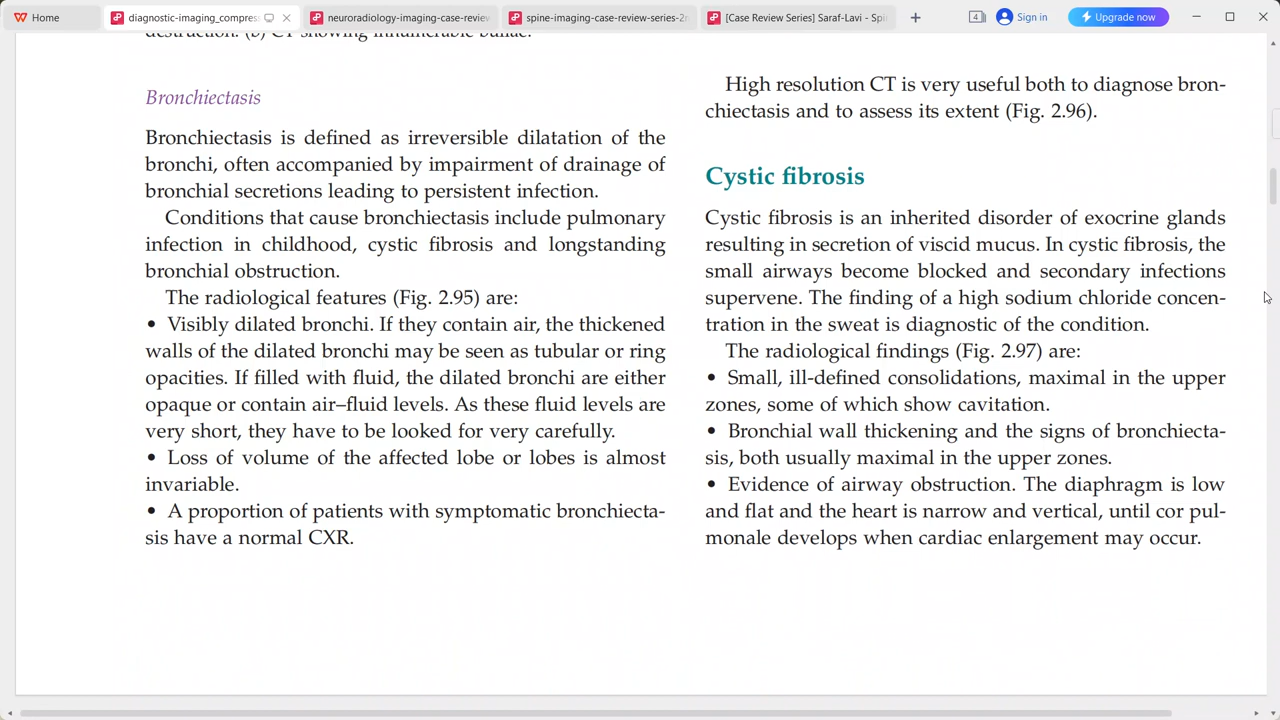 Home
diagnostic-imaging_compress
neuroradiology-imaging-case-review
spine-imaging-case-review-series-2
[Case Review Series] Saraf-Lavi - Spi
4
Sign in
Upgrade now
(b) CT showing innumerable bullae.
Bronchiectasis
Bronchiectasis is defined as irreversible dilatation of the
bronchi, often accompanied by impairment of drainage of
bronchial secretions leading to persistent infection.
Conditions that cause bronchiectasis include pulmonary
infection in childhood, cystic fibrosis and longstanding
bronchial obstruction.
The radiological features (Fig. 2.95) are:
• Visibly dilated bronchi. If they contain air, the thickened
walls of the dilated bronchi may be seen as tubular or ring
opacities. If filled with fluid, the dilated bronchi are either
opaque or contain air–fluid levels. As these fluid levels are
very short, they have to be looked for very carefully.
• Loss of volume of the affected lobe or lobes is almost
invariable.
• A proportion of patients with symptomatic bronchiecta-
sis have a normal CXR.
High resolution CT is very useful both to diagnose bron-
chiectasis and to assess its extent (Fig. 2.96).
Cystic fibrosis
Cystic fibrosis is an inherited disorder of exocrine glands
resulting in secretion of viscid mucus. In cystic fibrosis, the
small airways become blocked and secondary infections
supervene. The finding of a high sodium chloride concen-
tration in the sweat is diagnostic of the condition.
The radiological findings (Fig. 2.97) are:
• Small, ill-defined consolidations, maximal in the upper
zones, some of which show cavitation.
• Bronchial wall thickening and the signs of bronchiecta-
sis, both usually maximal in the upper zones.
• Evidence of airway obstruction. The diaphragm is low
and flat and the heart is narrow and vertical, until cor pul-
monale develops when cardiac enlargement may occur.